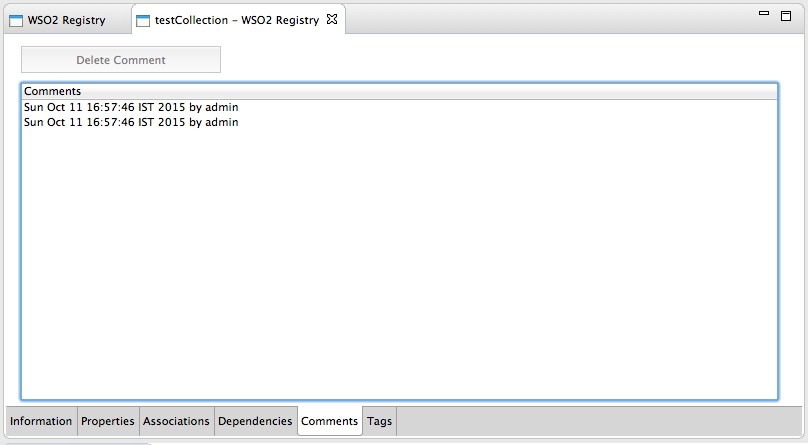 WSO2 Registry
testCollection – WSO2 Registry
Delete Comment
Comments
Sun Oct 11 16:57:46 IST 2015 by admin
Sun Oct 11 16:57:46 IST 2015 by admin
Information Properties Associations Dependencies Comments Tags